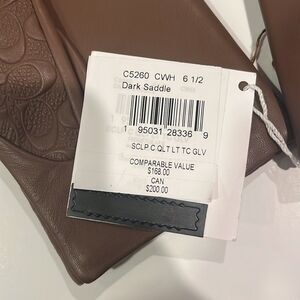 C5260 CWH 6 1/2
Dark Saddle
1 95031 28336 9
SCLP C QLT LT TC GLV
COMPARABLE VALUE
$168.00
CAN
$200.00